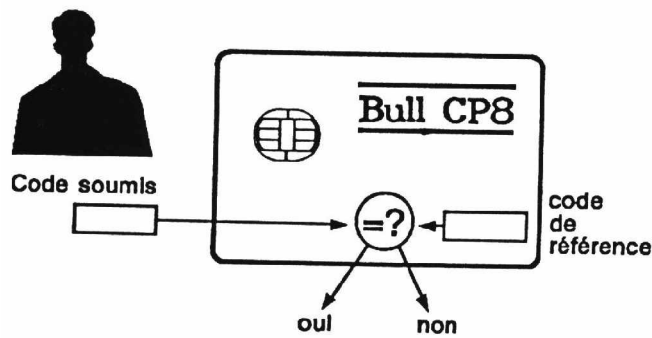 Bull CP8
Code soumis
=?
code
de
référence
oui
non